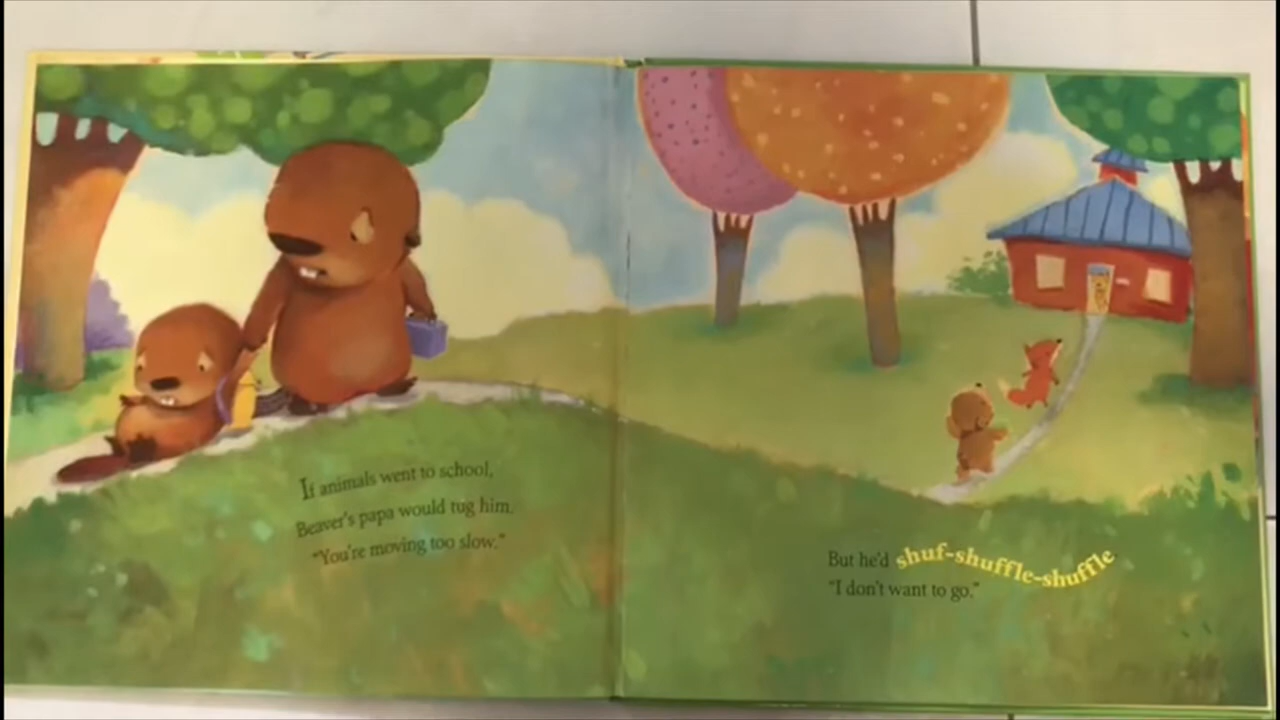 If animals went to school,
Beaver's papa would tug him.
"You're moving too slow."
But he'd shuf-shuffle-shuffle
"I don't want to go."